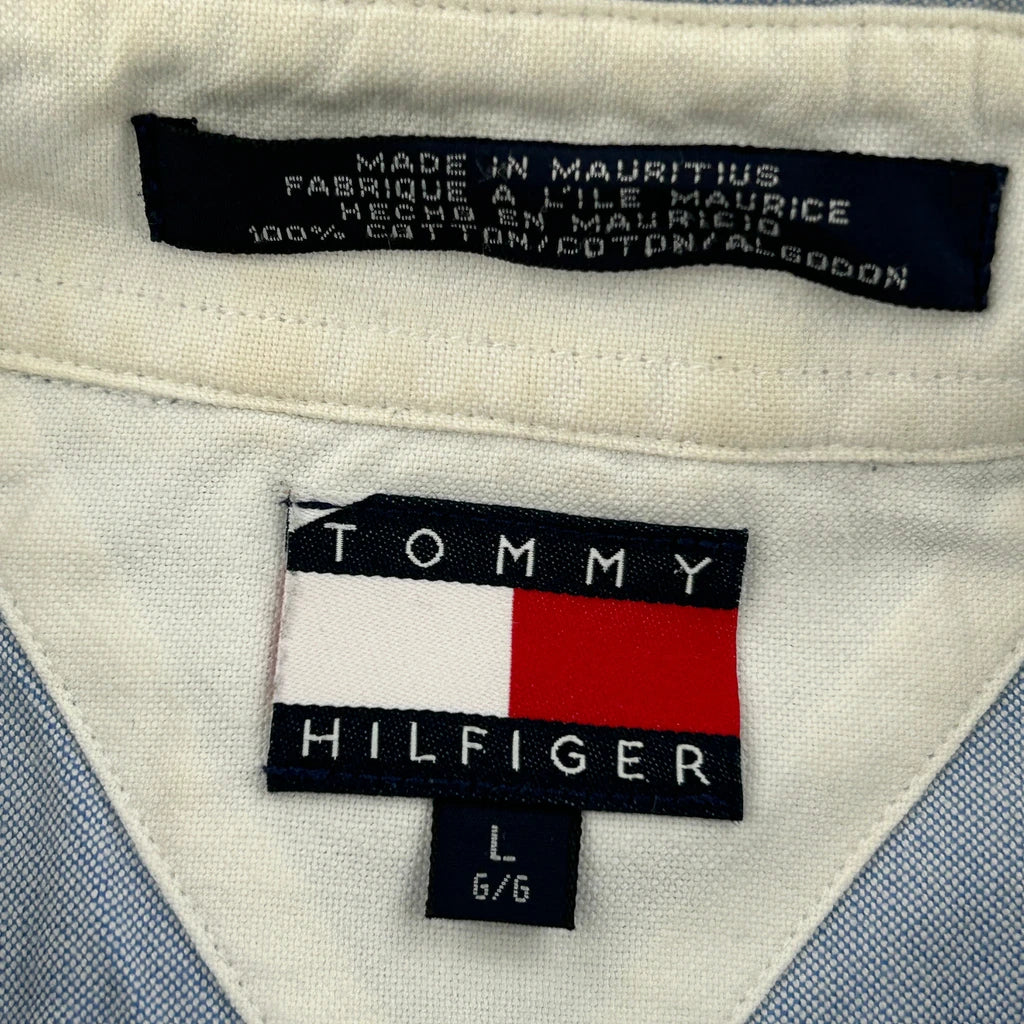 MADE IN MAURITIUS
FABRIQUE A L'ILE MAURICE
HECHO EN MAURICIO
100% COTTON/COTON/ALGODON
TOMMY
HILFIGER
L
G/G